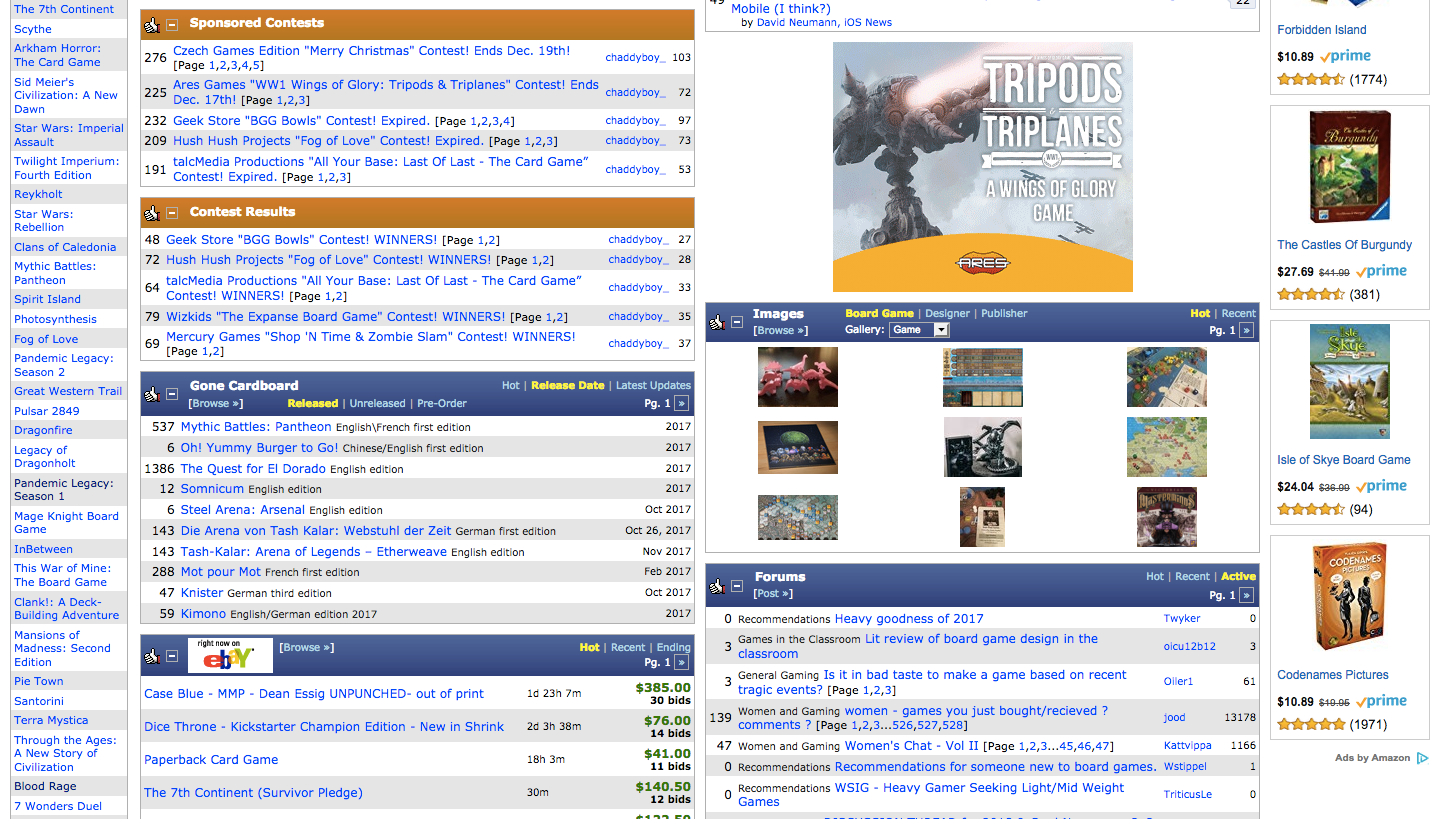 The 7th Continent
Scythe
Arkham Horror:
The Card Game
Sid Meier's
Civilization: A New
Dawn
Star Wars: Imperial
Assault
Twilight Imperium:
Fourth Edition
Reykholt
Star Wars:
Rebellion
Clans of Caledonia
Mythic Battles:
Pantheon
Spirit Island
Photosynthesis
Fog of Love
Pandemic Legacy:
Season 2
Great Western Trail
Pulsar 2849
Dragonfire
Legacy of
Dragonholt
Pandemic Legacy:
Season 1
Mage Knight Board
Game
InBetween
This War of Mine:
The Board Game
Clank!: A Deck-
Building Adventure
Mansions of
Madness: Second
Edition
Pie Town
Santorini
Terra Mystica
Through the Ages:
A New Story of
Civilization
Blood Rage
7 Wonders Duel
Sponsored Contests
276 Czech Games Edition "Merry Christmas" Contest! Ends Dec. 19th!
[Page 1,2,3,4,5] chaddyboy_ 103
225 Ares Games "WW1 Wings of Glory: Tripods & Triplanes" Contest! Ends
Dec. 17th! [Page 1,2,3] chaddyboy_ 72
232 Geek Store "BGG Bowls" Contest! Expired. [Page 1,2,3,4] chaddyboy_ 97
209 Hush Hush Projects "Fog of Love" Contest! Expired. [Page 1,2,3] chaddyboy_ 73
191 talcMedia Productions "All Your Base: Last Of Last - The Card Game”
Contest! Expired. [Page 1,2,3] chaddyboy_ 53
Contest Results
48 Geek Store "BGG Bowls" Contest! WINNERS! [Page 1,2] chaddyboy_ 27
72 Hush Hush Projects "Fog of Love" Contest! WINNERS! [Page 1,2] chaddyboy_ 28
64 talcMedia Productions "All Your Base: Last Of Last - The Card Game”
Contest! WINNERS! [Page 1,2] chaddyboy_ 33
79 Wizkids "The Expanse Board Game" Contest! WINNERS! [Page 1,2] chaddyboy_ 35
69 Mercury Games "Shop 'N Time & Zombie Slam" Contest! WINNERS!
[Page 1,2] chaddyboy_ 37
Gone Cardboard Hot | Release Date | Latest Updates
[Browse »] Released | Unreleased | Pre-Order Pg. 1 »
537 Mythic Battles: Pantheon English\French first edition 2017
6 Oh! Yummy Burger to Go! Chinese/English first edition 2017
1386 The Quest for El Dorado English edition 2017
12 Somnicum English edition 2017
6 Steel Arena: Arsenal English edition Oct 2017
143 Die Arena von Tash Kalar: Webstuhl der Zeit German first edition Oct 26, 2017
143 Tash-Kalar: Arena of Legends – Etherweave English edition Nov 2017
288 Mot pour Mot French first edition Feb 2017
47 Knister German third edition Oct 2017
59 Kimono English/German edition 2017 2017
right now on
ebaY [Browse »] Hot | Recent | Ending
Pg. 1 »
Case Blue - MMP - Dean Essig UNPUNCHED- out of print 1d 23h 7m $385.00
30 bids
Dice Throne - Kickstarter Champion Edition - New in Shrink 2d 3h 38m $76.00
14 bids
Paperback Card Game 18h 3m $41.00
11 bids
The 7th Continent (Survivor Pledge) 30m $140.50
12 bids
Mobile (I think?) 22
by David Neumann, iOS News
TRIPODS
&
TRIPLANES
WW1
A WINGS OF GLORY
GAME
ARES
Images Board Game | Designer | Publisher Hot | Recent
[Browse »] Gallery: Game Pg. 1 »
Forums Hot | Recent | Active
[Post »] Pg. 1 »
0 Recommendations Heavy goodness of 2017 Twyker 0
3 Games in the Classroom Lit review of board game design in the
classroom oicu12b12 3
3 General Gaming Is it in bad taste to make a game based on recent
tragic events? [Page 1,2,3] Oiler1 61
139 Women and Gaming women - games you just bought/recieved ?
comments ? [Page 1,2,3...526,527,528] jood 13178
47 Women and Gaming Women's Chat - Vol II [Page 1,2,3...45,46,47] Kattvippa 1166
0 Recommendations Recommendations for someone new to board games. Wstippel 1
0 Recommendations WSIG - Heavy Gamer Seeking Light/Mid Weight
Games TriticusLe 0
Forbidden Island
$10.89 prime
(1774)
The Castles of
Burgundy
The Castles Of Burgundy
$27.69 $41.99 prime
(381)
Isle of
Skye
Isle of Skye Board Game
$24.04 $36.99 prime
(94)
CODENAMES
PICTURES
Codenames Pictures
$10.89 $19.95 prime
(1971)
Ads by Amazon